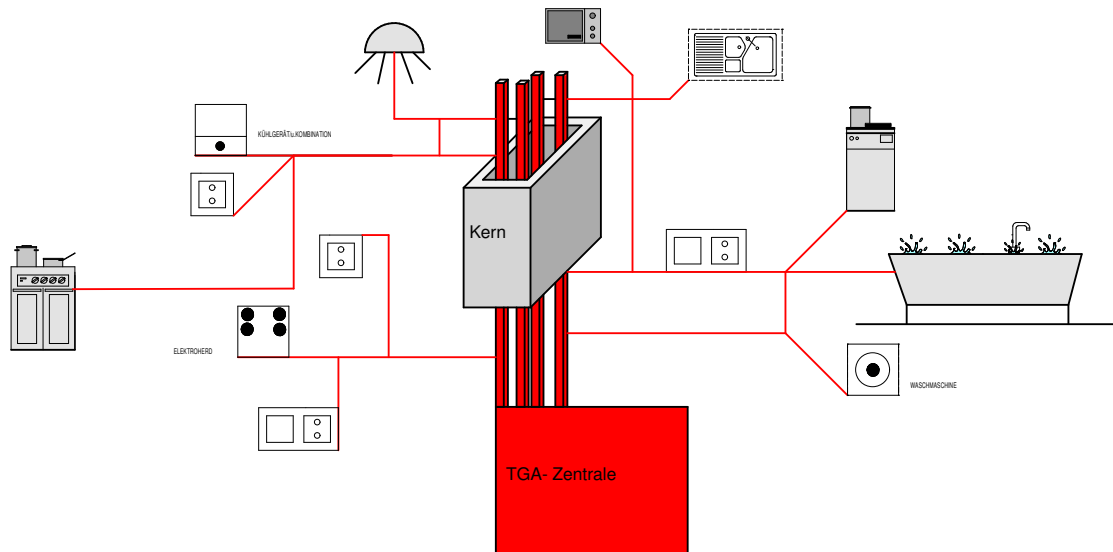 KÜHLGERÄT u. KOMBINATION
Kern
ELEKTROHERD
WASCHMASCHINE
TGA- Zentrale